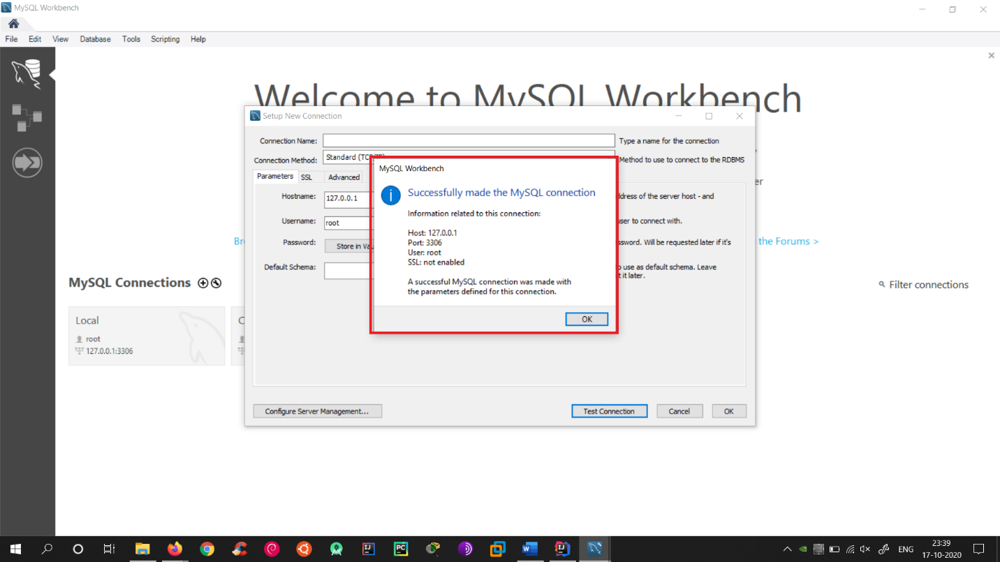 MySQL Workbench
File Edit View Database Tools Scripting Help
Welcome to MySQL Workbench
Setup New Connection
Connection Name: Type a name for the connection
Connection Method: Standard (TCP/IP) Method to use to connect to the RDBMS
Parameters SSL Advanced
Hostname: 127.0.0.1 ddress of the server host - and
Username: root user to connect with.
Password: Store in Vau ssword. Will be requested later if it's
Default Schema: o use as default schema. Leave
t it later.
MySQL Workbench
Successfully made the MySQL connection
Information related to this connection:
Host: 127.0.0.1
Port: 3306
User: root
SSL: not enabled
A successful MySQL connection was made with
the parameters defined for this connection.
OK
Configure Server Management... Test Connection Cancel OK
er
Br the Forums >
MySQL Connections Filter connections
Local
root
127.0.0.1:3306
ENG
23:39
17-10-2020